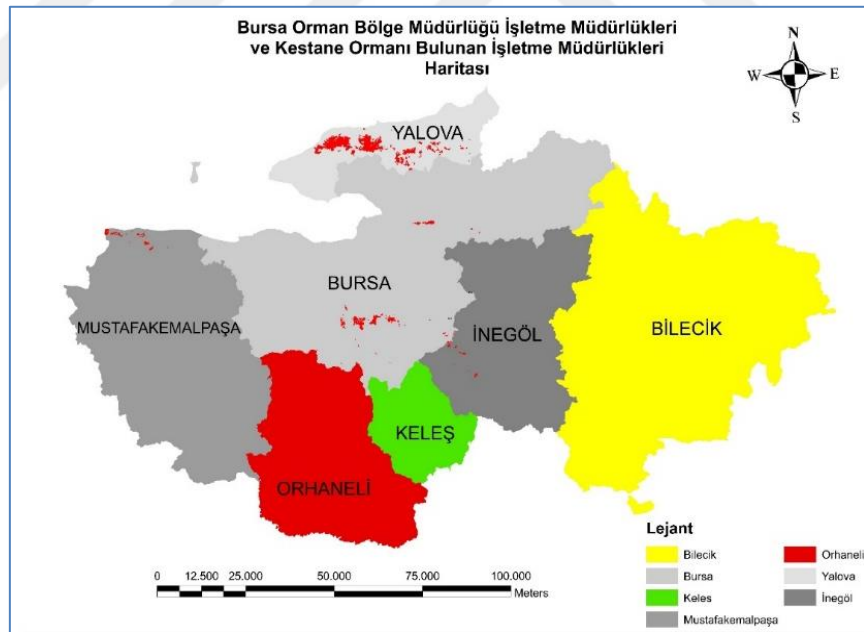 Bursa Orman Bölge Müdürlüğü İşletme Müdürlükleri
ve Kestane Ormanı Bulunan İşletme Müdürlükleri
Haritası
N
W
E
S
YALOVA
BURSA
MUSTAFAKEMALPAŞA
İNEGÖL
BİLECİK
KELEŞ
ORHANELİ
Lejant
Bilecik
Orhaneli
Bursa
Yalova
Keles
İnegöl
Mustafakemalpaşa
0 12.500 25.000 50.000 75.000 100.000
Meters